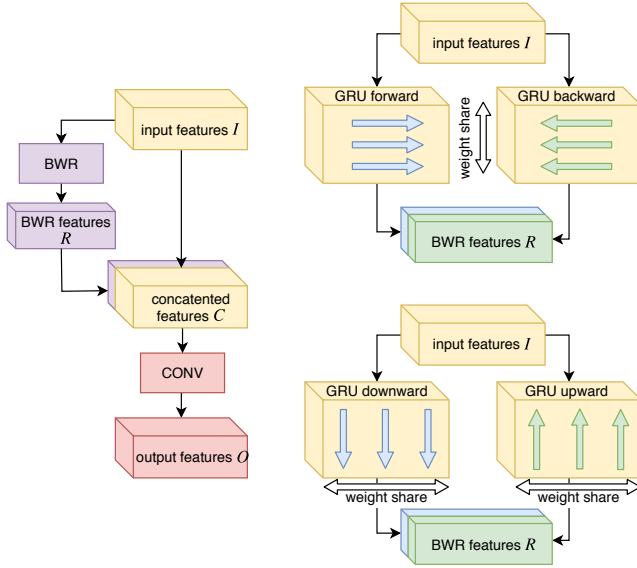 input features I
BWR
BWR features
R
concatented
features C
CONV
output features O
input features I
GRU forward
GRU backward
weight share
BWR features R
input features I
GRU downward
GRU upward
weight share
weight share
BWR features R